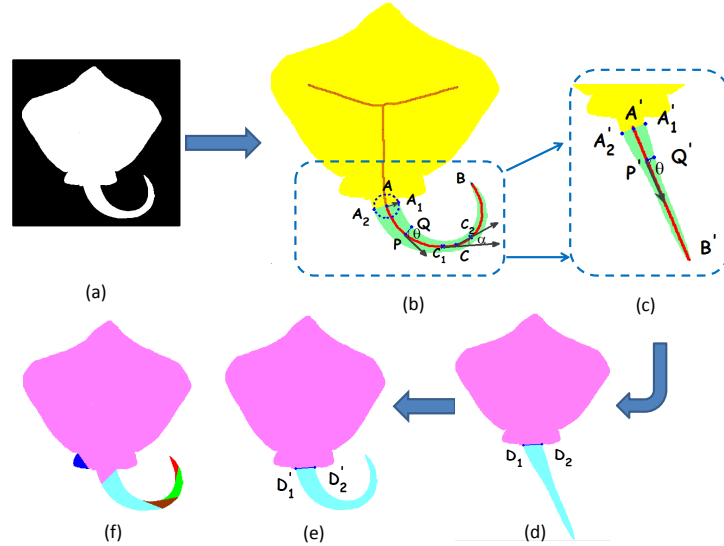 A
A1
A2
B
Q
θ
P
C2
α
C1
C
A'
A1'
A2'
Q'
P'
θ
B'
(a)
(b)
(c)
D1
D2
D1'
D2'
(f)
(e)
(d)